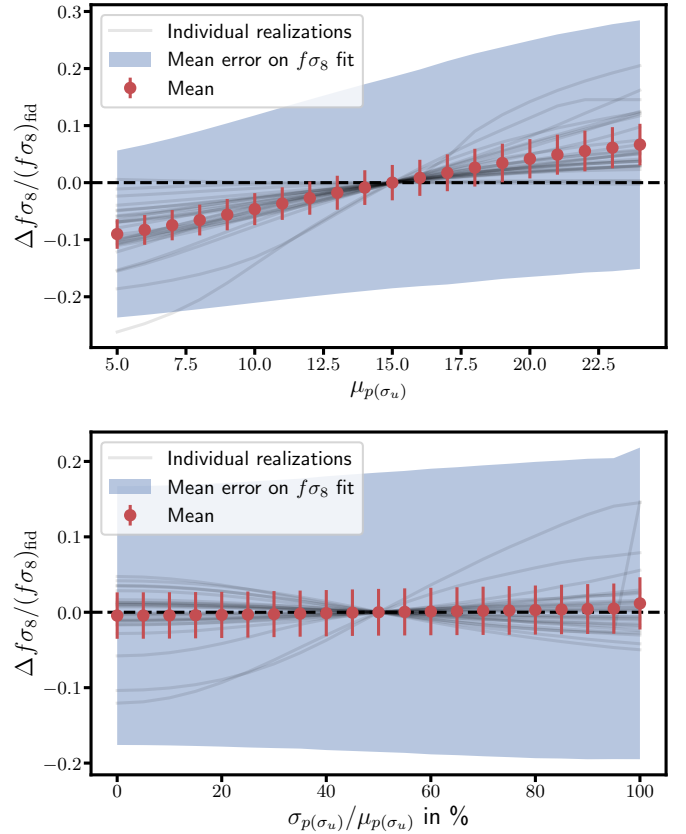 Individual realizations
Mean error on fσ₈ fit
Mean
0.3
0.2
0.1
0.0
−0.1
−0.2
Δfσ₈/(fσ₈)fid
5.0 7.5 10.0 12.5 15.0 17.5 20.0 22.5
μp(σᵤ)
Individual realizations
Mean error on fσ₈ fit
Mean
0.2
0.1
0.0
−0.1
−0.2
Δfσ₈/(fσ₈)fid
0 20 40 60 80 100
σp(σᵤ)/μp(σᵤ) in %